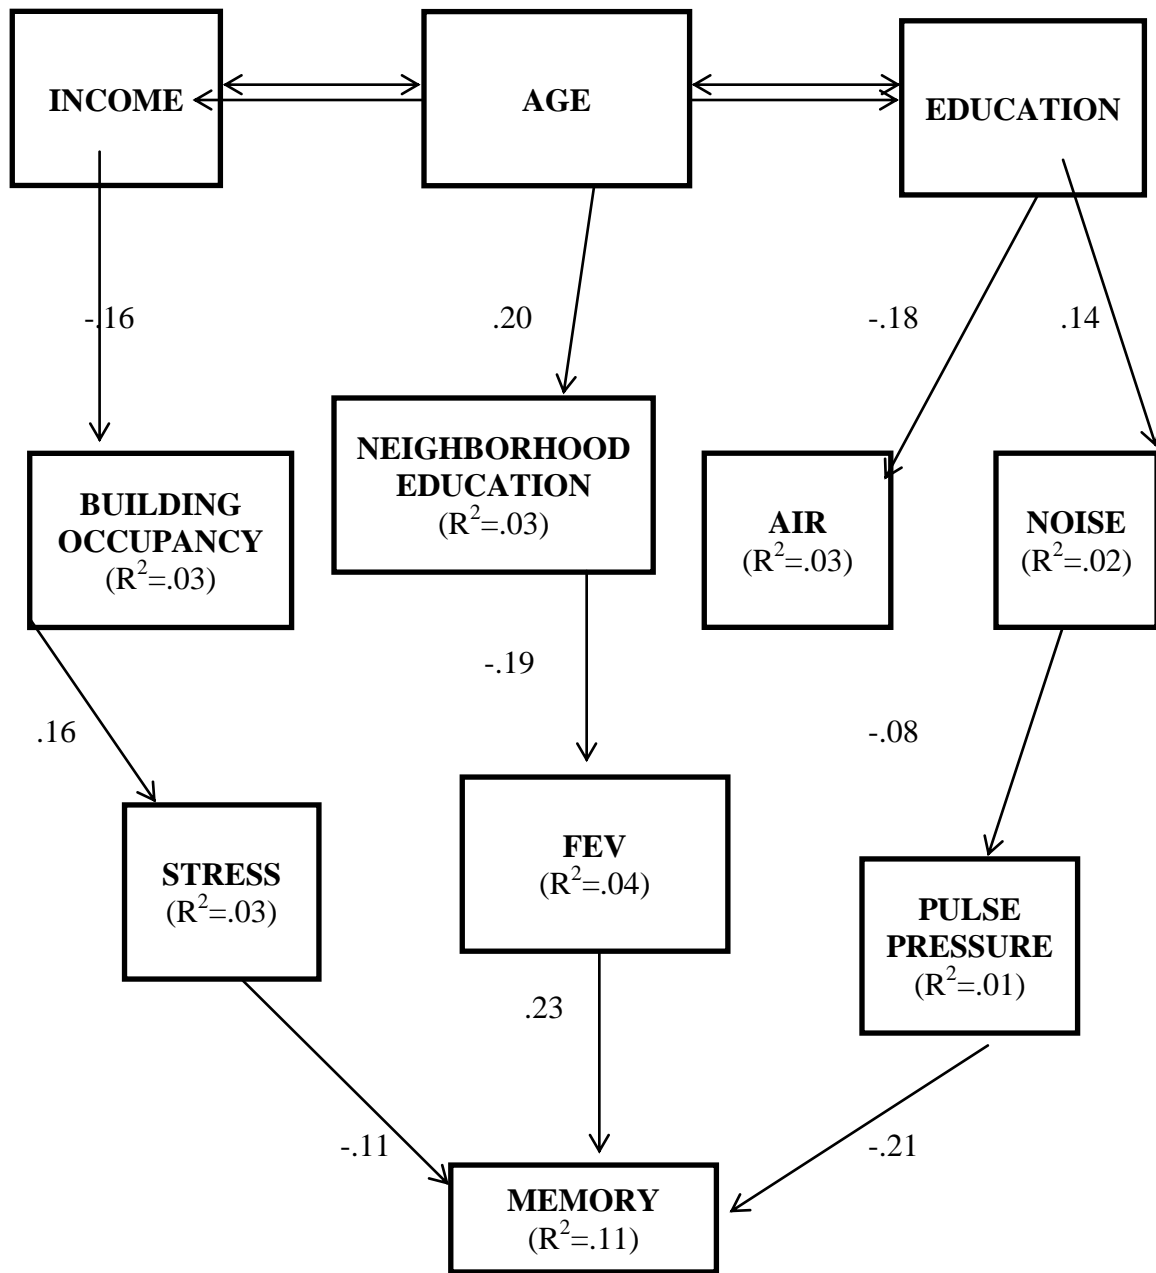 INCOME
AGE
EDUCATION
-.16
.20
-.18
.14
BUILDING
OCCUPANCY
(R²=.03)
NEIGHBORHOOD
EDUCATION
(R²=.03)
AIR
(R²=.03)
NOISE
(R²=.02)
.16
-.19
-.08
STRESS
(R²=.03)
FEV
(R²=.04)
PULSE
PRESSURE
(R²=.01)
-.11
.23
-.21
MEMORY
(R²=.11)